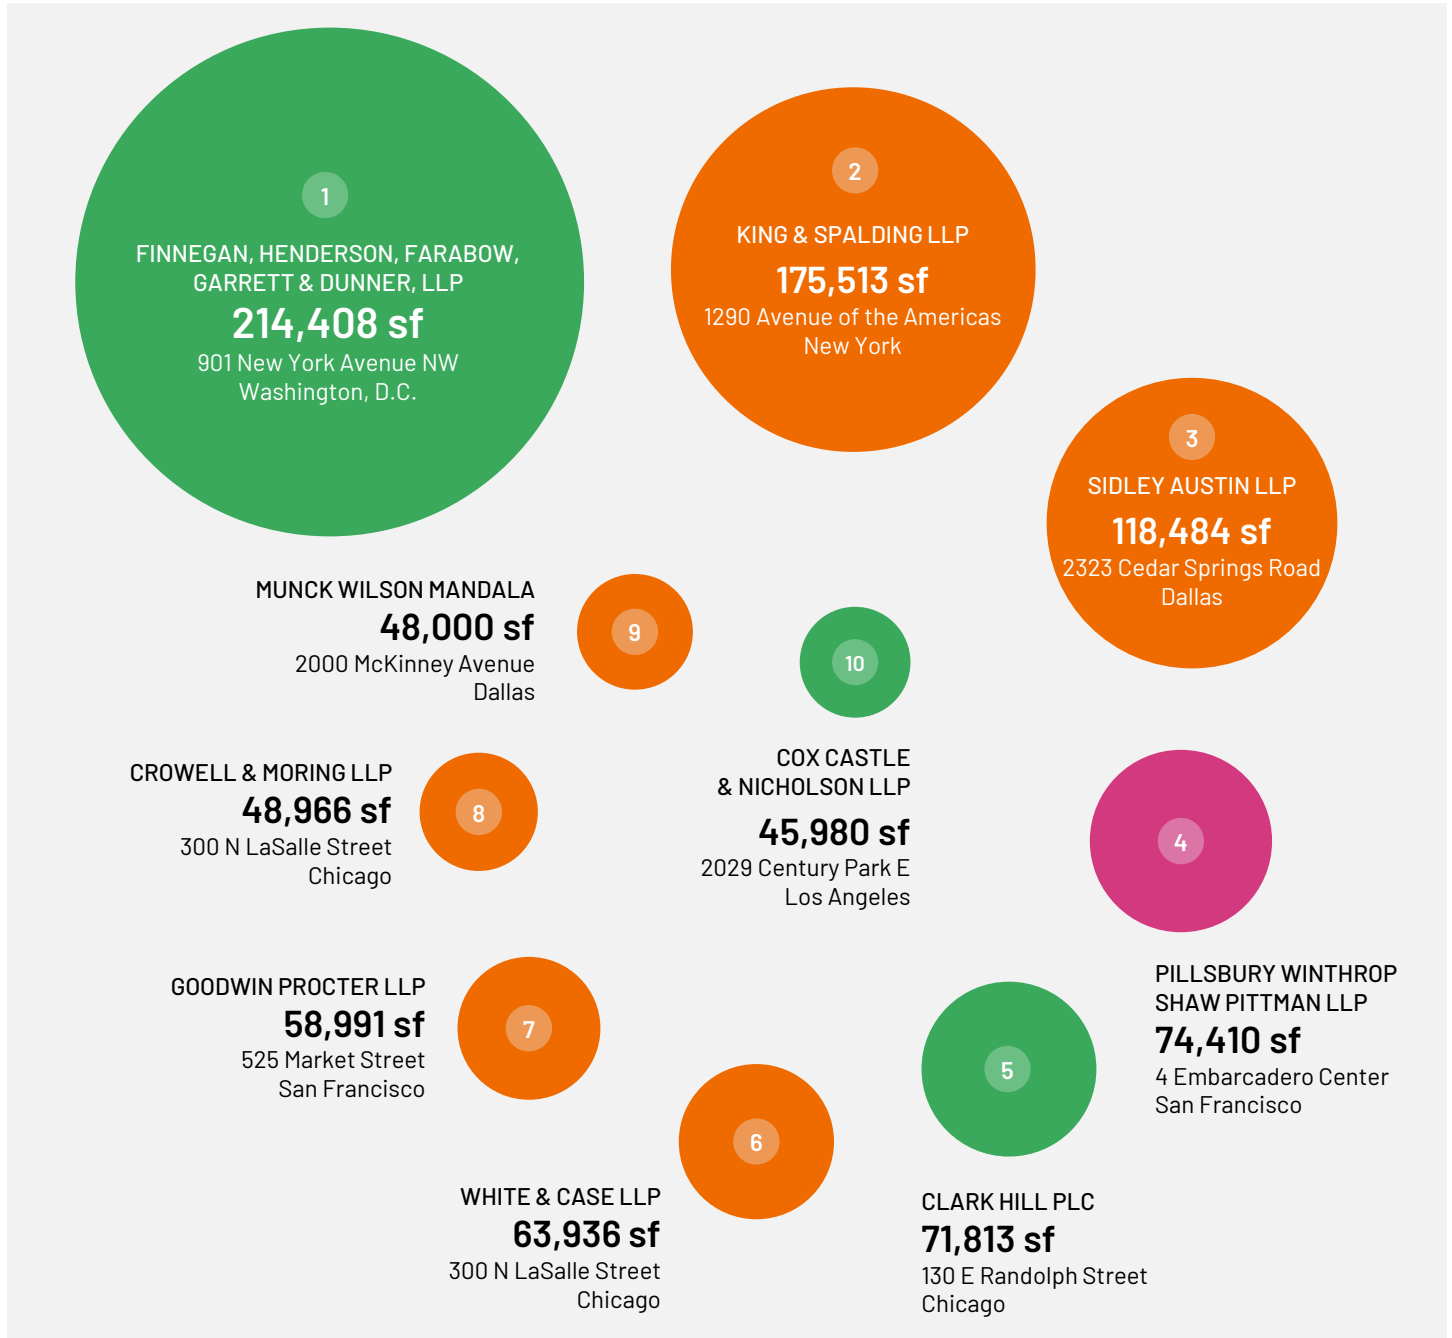 1
FINNEGAN, HENDERSON, FARABOW,
GARRETT & DUNNER, LLP
214,408 sf
901 New York Avenue NW
Washington, D.C.
2
KING & SPALDING LLP
175,513 sf
1290 Avenue of the Americas
New York
3
SIDLEY AUSTIN LLP
118,484 sf
2323 Cedar Springs Road
Dallas
4
PILLSBURY WINTHROP
SHAW PITTMAN LLP
74,410 sf
4 Embarcadero Center
San Francisco
5
CLARK HILL PLC
71,813 sf
130 E Randolph Street
Chicago
6
WHITE & CASE LLP
63,936 sf
300 N LaSalle Street
Chicago
7
GOODWIN PROCTER LLP
58,991 sf
525 Market Street
San Francisco
8
CROWELL & MORING LLP
48,966 sf
300 N LaSalle Street
Chicago
9
MUNCK WILSON MANDALA
48,000 sf
2000 McKinney Avenue
Dallas
10
COX CASTLE
& NICHOLSON LLP
45,980 sf
2029 Century Park E
Los Angeles